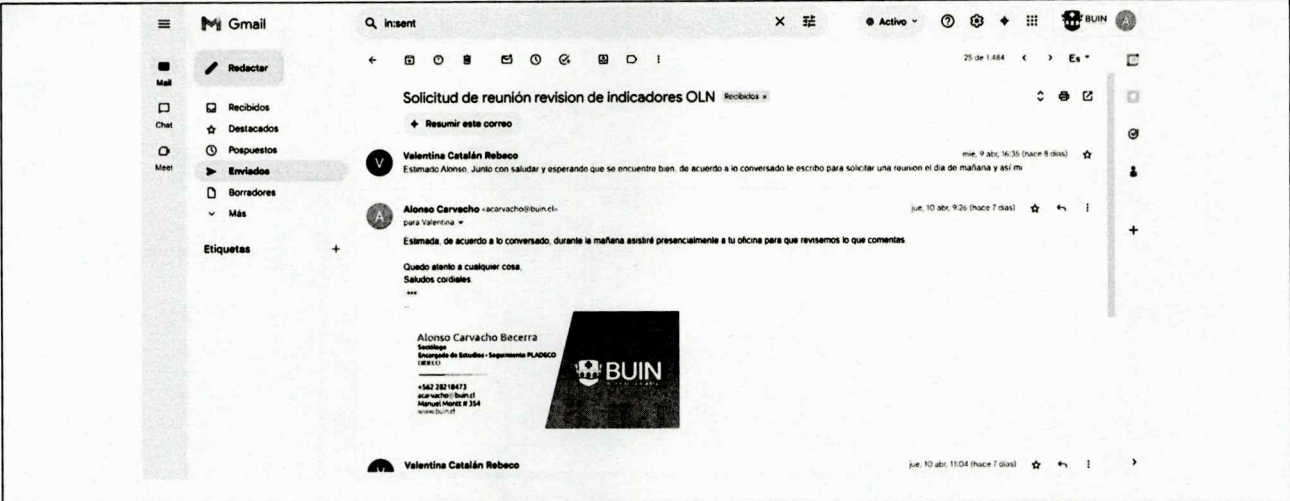 Gmail
in:sent
Activo
BUIN
A
Redactar
25 de 1.484
Es
Mail
Solicitud de reunión revision de indicadores OLN Recibidos ×
Recibidos
Chat
Destacados
Resumir este correo
Pospuestos
Meet
Enviados
V
Valentina Catalán Rebeco
mié, 9 abr, 16:35 (hace 8 días)
Estimado Alonso, Junto con saludar y esperando que se encuentre bien, de acuerdo a lo conversado le escribo para solicitar una reunion el día de mañana y así mi
Borradores
Más
A
Alonso Carvacho <acarvacho@buin.cl>
jue, 10 abr, 9:26 (hace 7 días)
para Valentina
Etiquetas +
Estimada, de acuerdo a lo conversado, durante la mañana asistiré presencialmente a tu oficina para que revisemos lo que comentas
Quedo atento a cualquier cosa,
Saludos cordiales.
...
Alonso Carvacho Becerra
Sociólogo
Encargado de Estudios - Seguimiento PLADECO
DIDECO
+562 28218473
acarvacho@buin.cl
Manuel Montt # 354
www.buin.cl
BUIN
V
Valentina Catalán Rebeco
jue, 10 abr, 11:04 (hace 7 días)